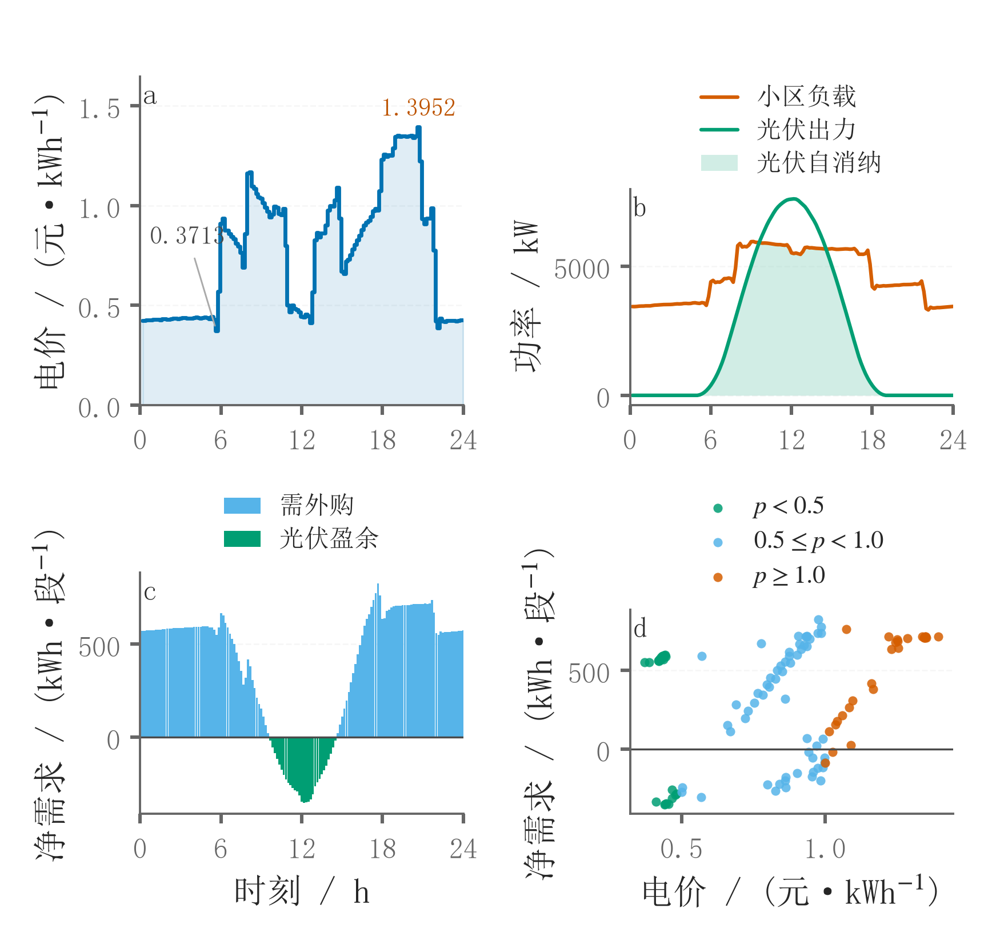 a
1.3952
0.3713
电价 / (元·kWh⁻¹)
1.5
1.0
0.5
0.0
0 6 12 18 24
小区负载
光伏出力
光伏自消纳
b
功率 / kW
5000
0
0 6 12 18 24
需外购
光伏盈余
c
净需求 / (kWh·段⁻¹)
500
0
0 6 12 18 24
时刻 / h
p < 0.5
0.5 ≤ p < 1.0
p ≥ 1.0
d
净需求 / (kWh·段⁻¹)
500
0
0.5 1.0
电价 / (元·kWh⁻¹)